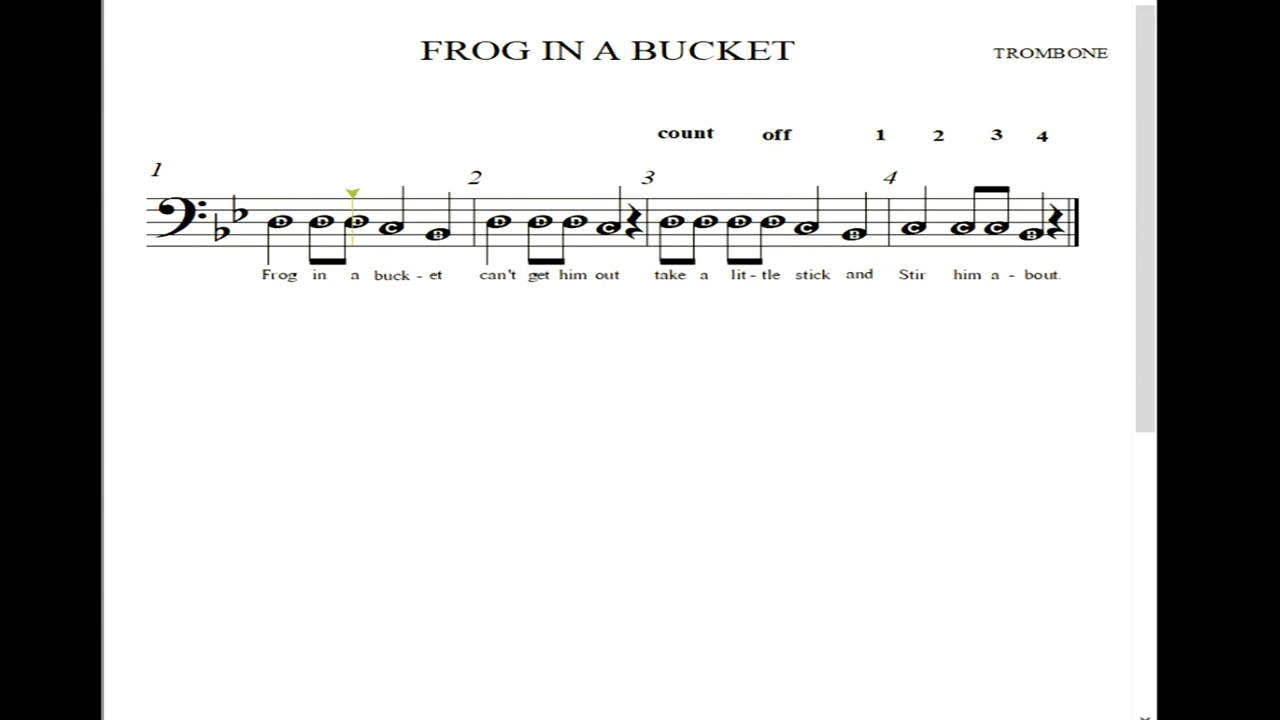 FROG IN A BUCKET
TROMBONE
count off 1 2 3 4
1 2 3 4
D D D C B D D D C D D D D C B C C C B
Frog in a buck - et can't get him out take a lit - tle stick and Stir him a - bout.